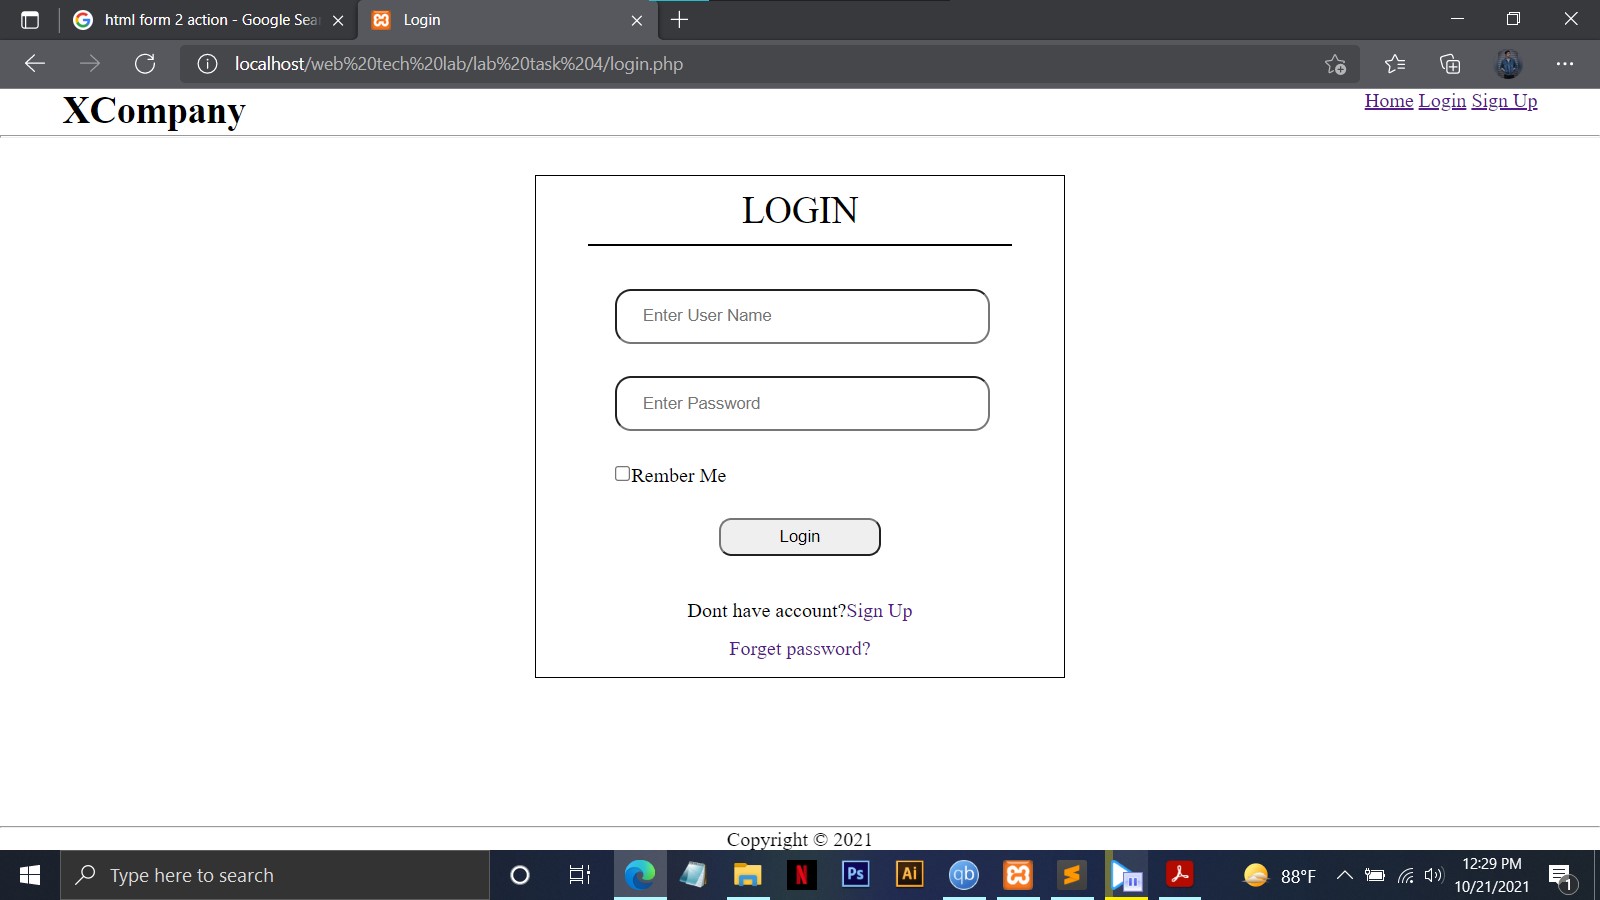 html form 2 action - Google Sea
Login
localhost/web%20tech%20lab/lab%20task%204/login.php
XCompany
Home Login Sign Up
LOGIN
Enter User Name
Enter Password
Rember Me
Login
Dont have account?Sign Up
Forget password?
Copyright © 2021
Type here to search
N
Ps
Ai
qb
88°F
12:29 PM
10/21/2021
1